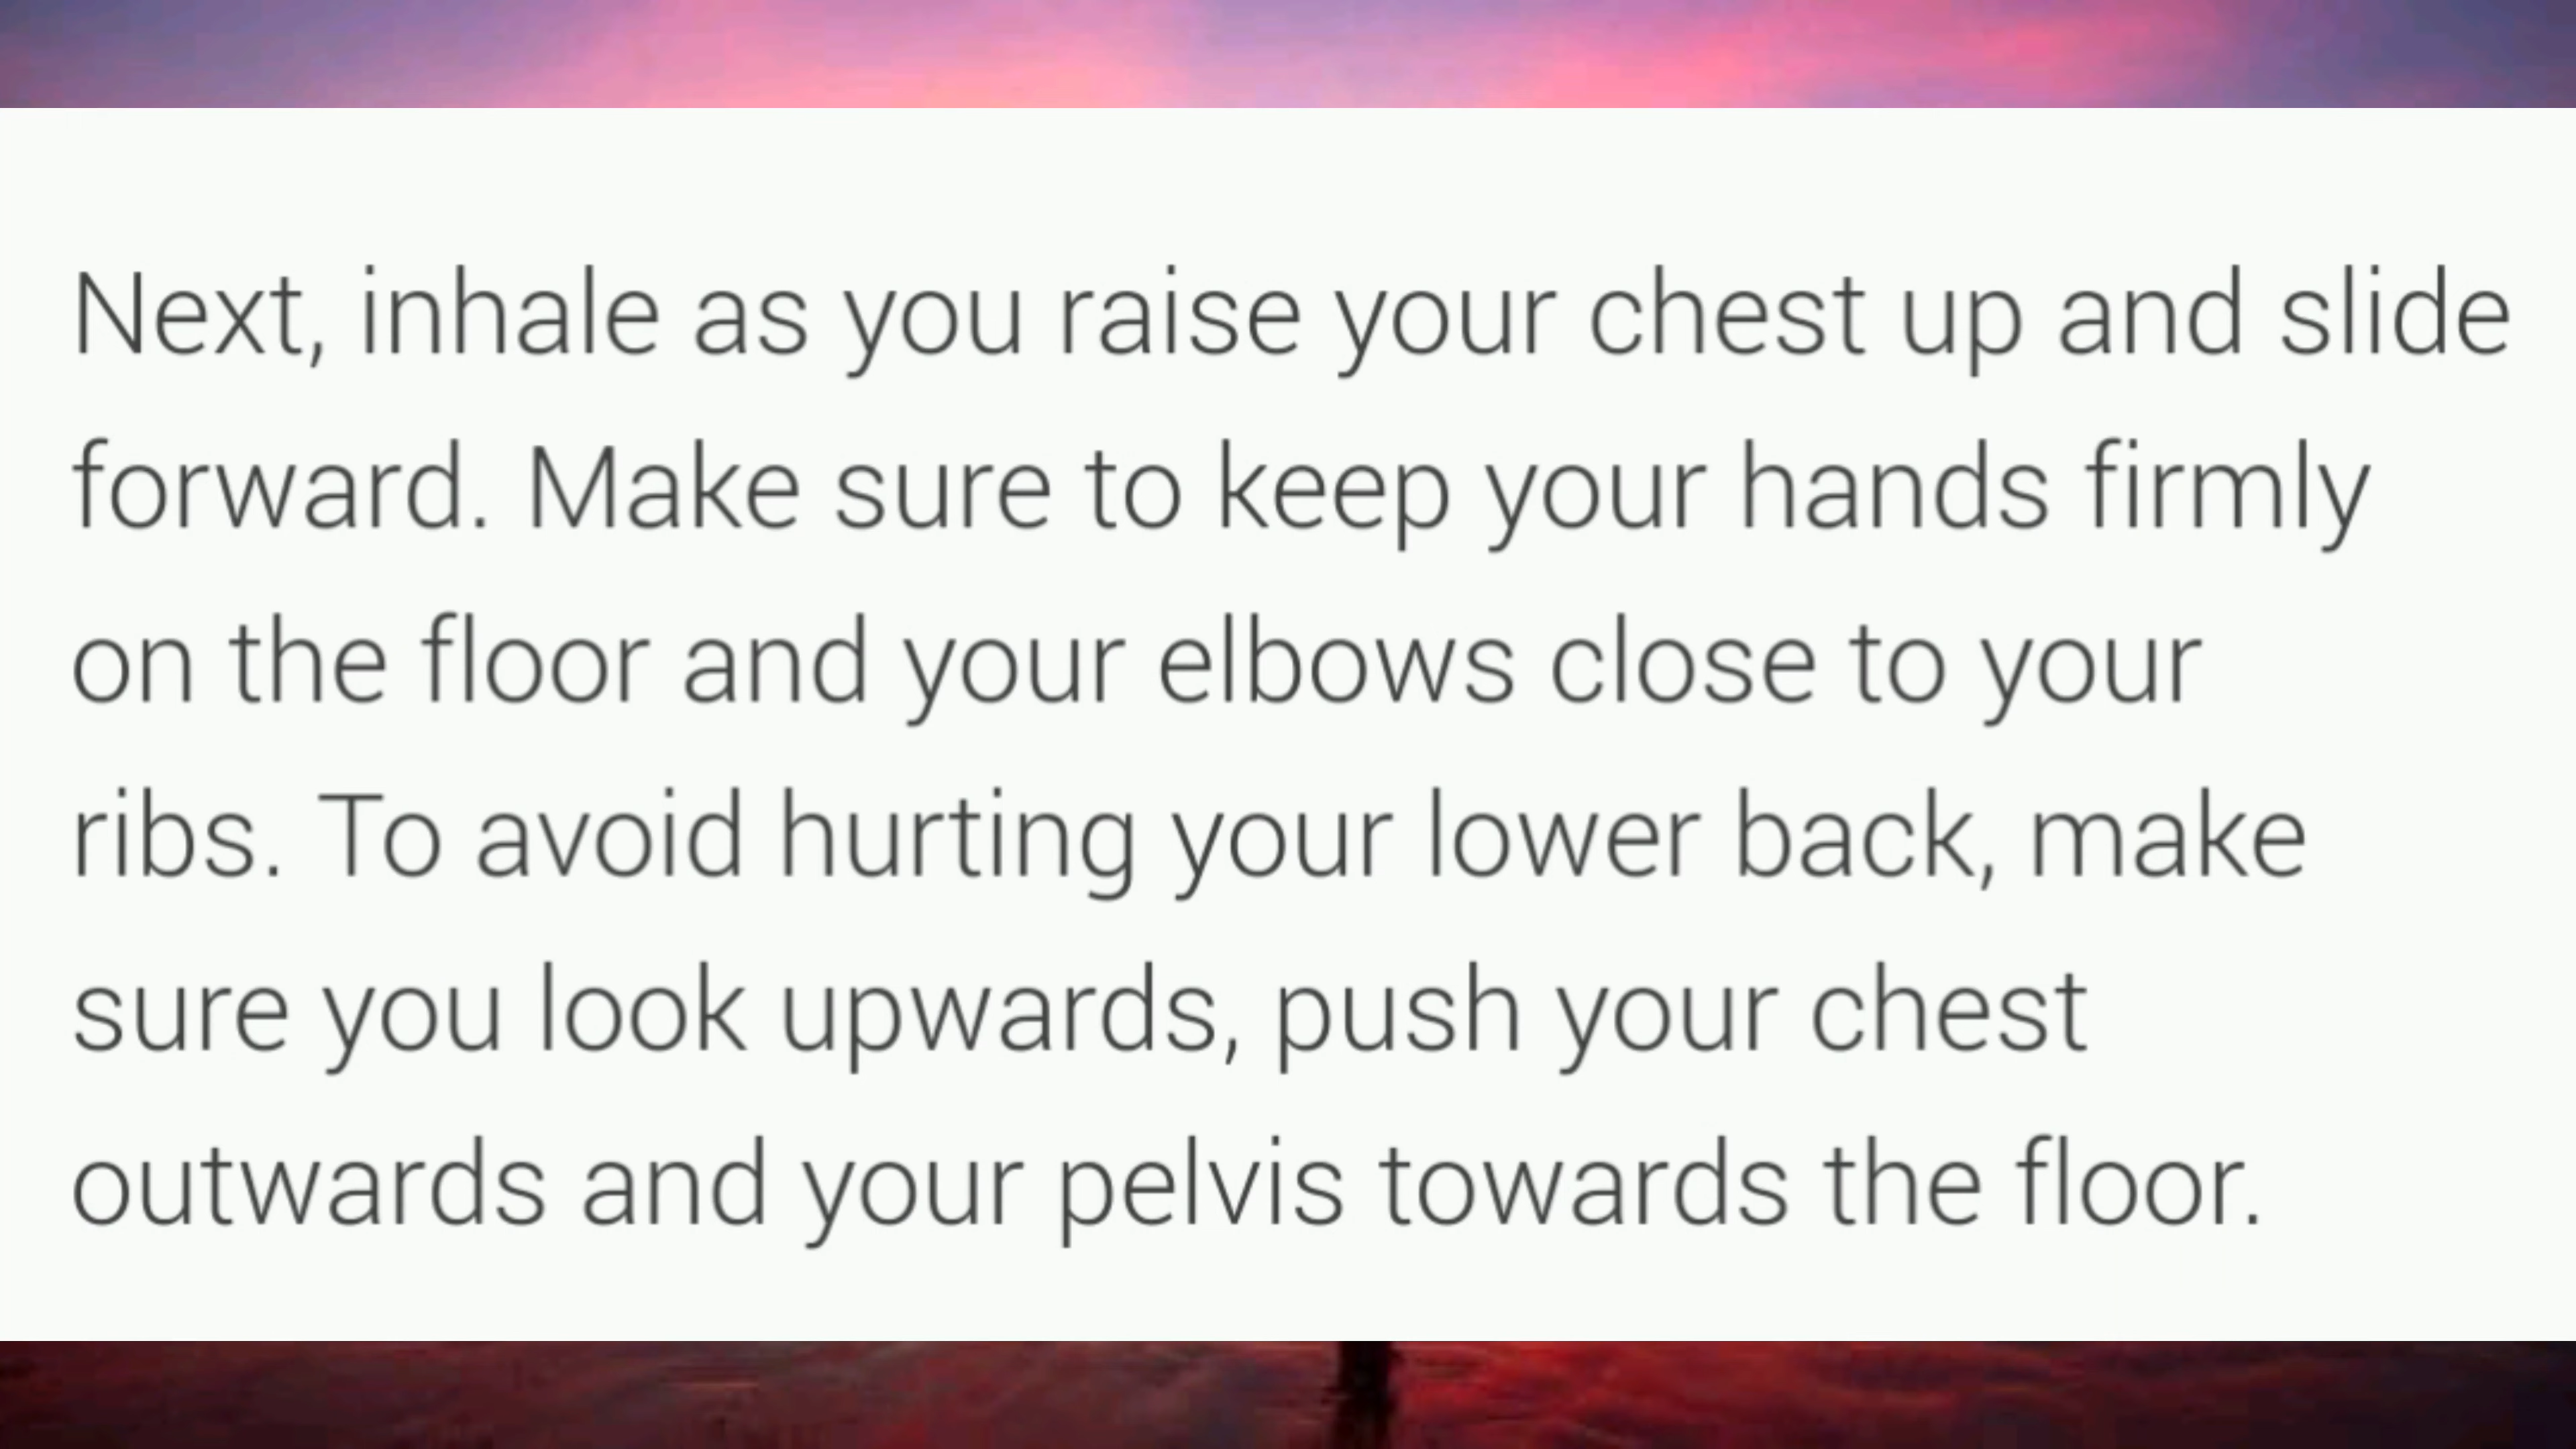 Next, inhale as you raise your chest up and slide
forward. Make sure to keep your hands firmly
on the floor and your elbows close to your
ribs. To avoid hurting your lower back, make
sure you look upwards, push your chest
outwards and your pelvis towards the floor.